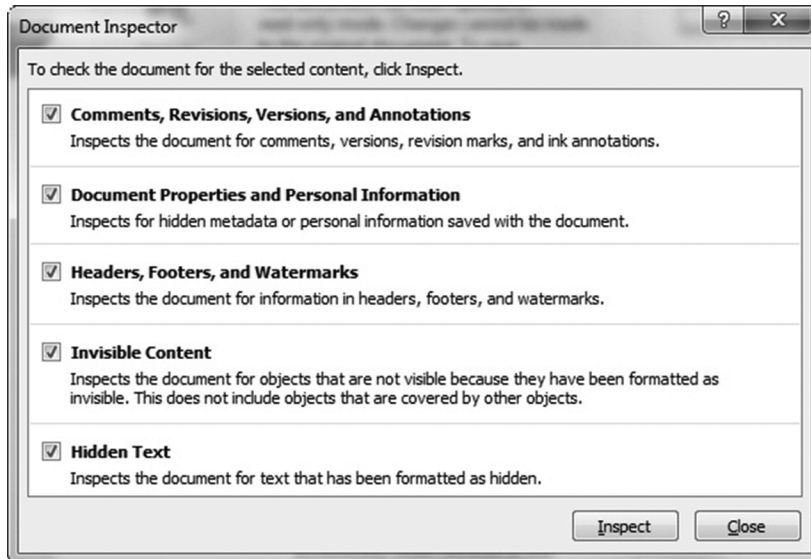 Document Inspector
To check the document for the selected content, click Inspect.
Comments, Revisions, Versions, and Annotations
Inspects the document for comments, versions, revision marks, and ink annotations.
Document Properties and Personal Information
Inspects for hidden metadata or personal information saved with the document.
Headers, Footers, and Watermarks
Inspects the document for information in headers, footers, and watermarks.
Invisible Content
Inspects the document for objects that are not visible because they have been formatted as
invisible. This does not include objects that are covered by other objects.
Hidden Text
Inspects the document for text that has been formatted as hidden.
Inspect Close